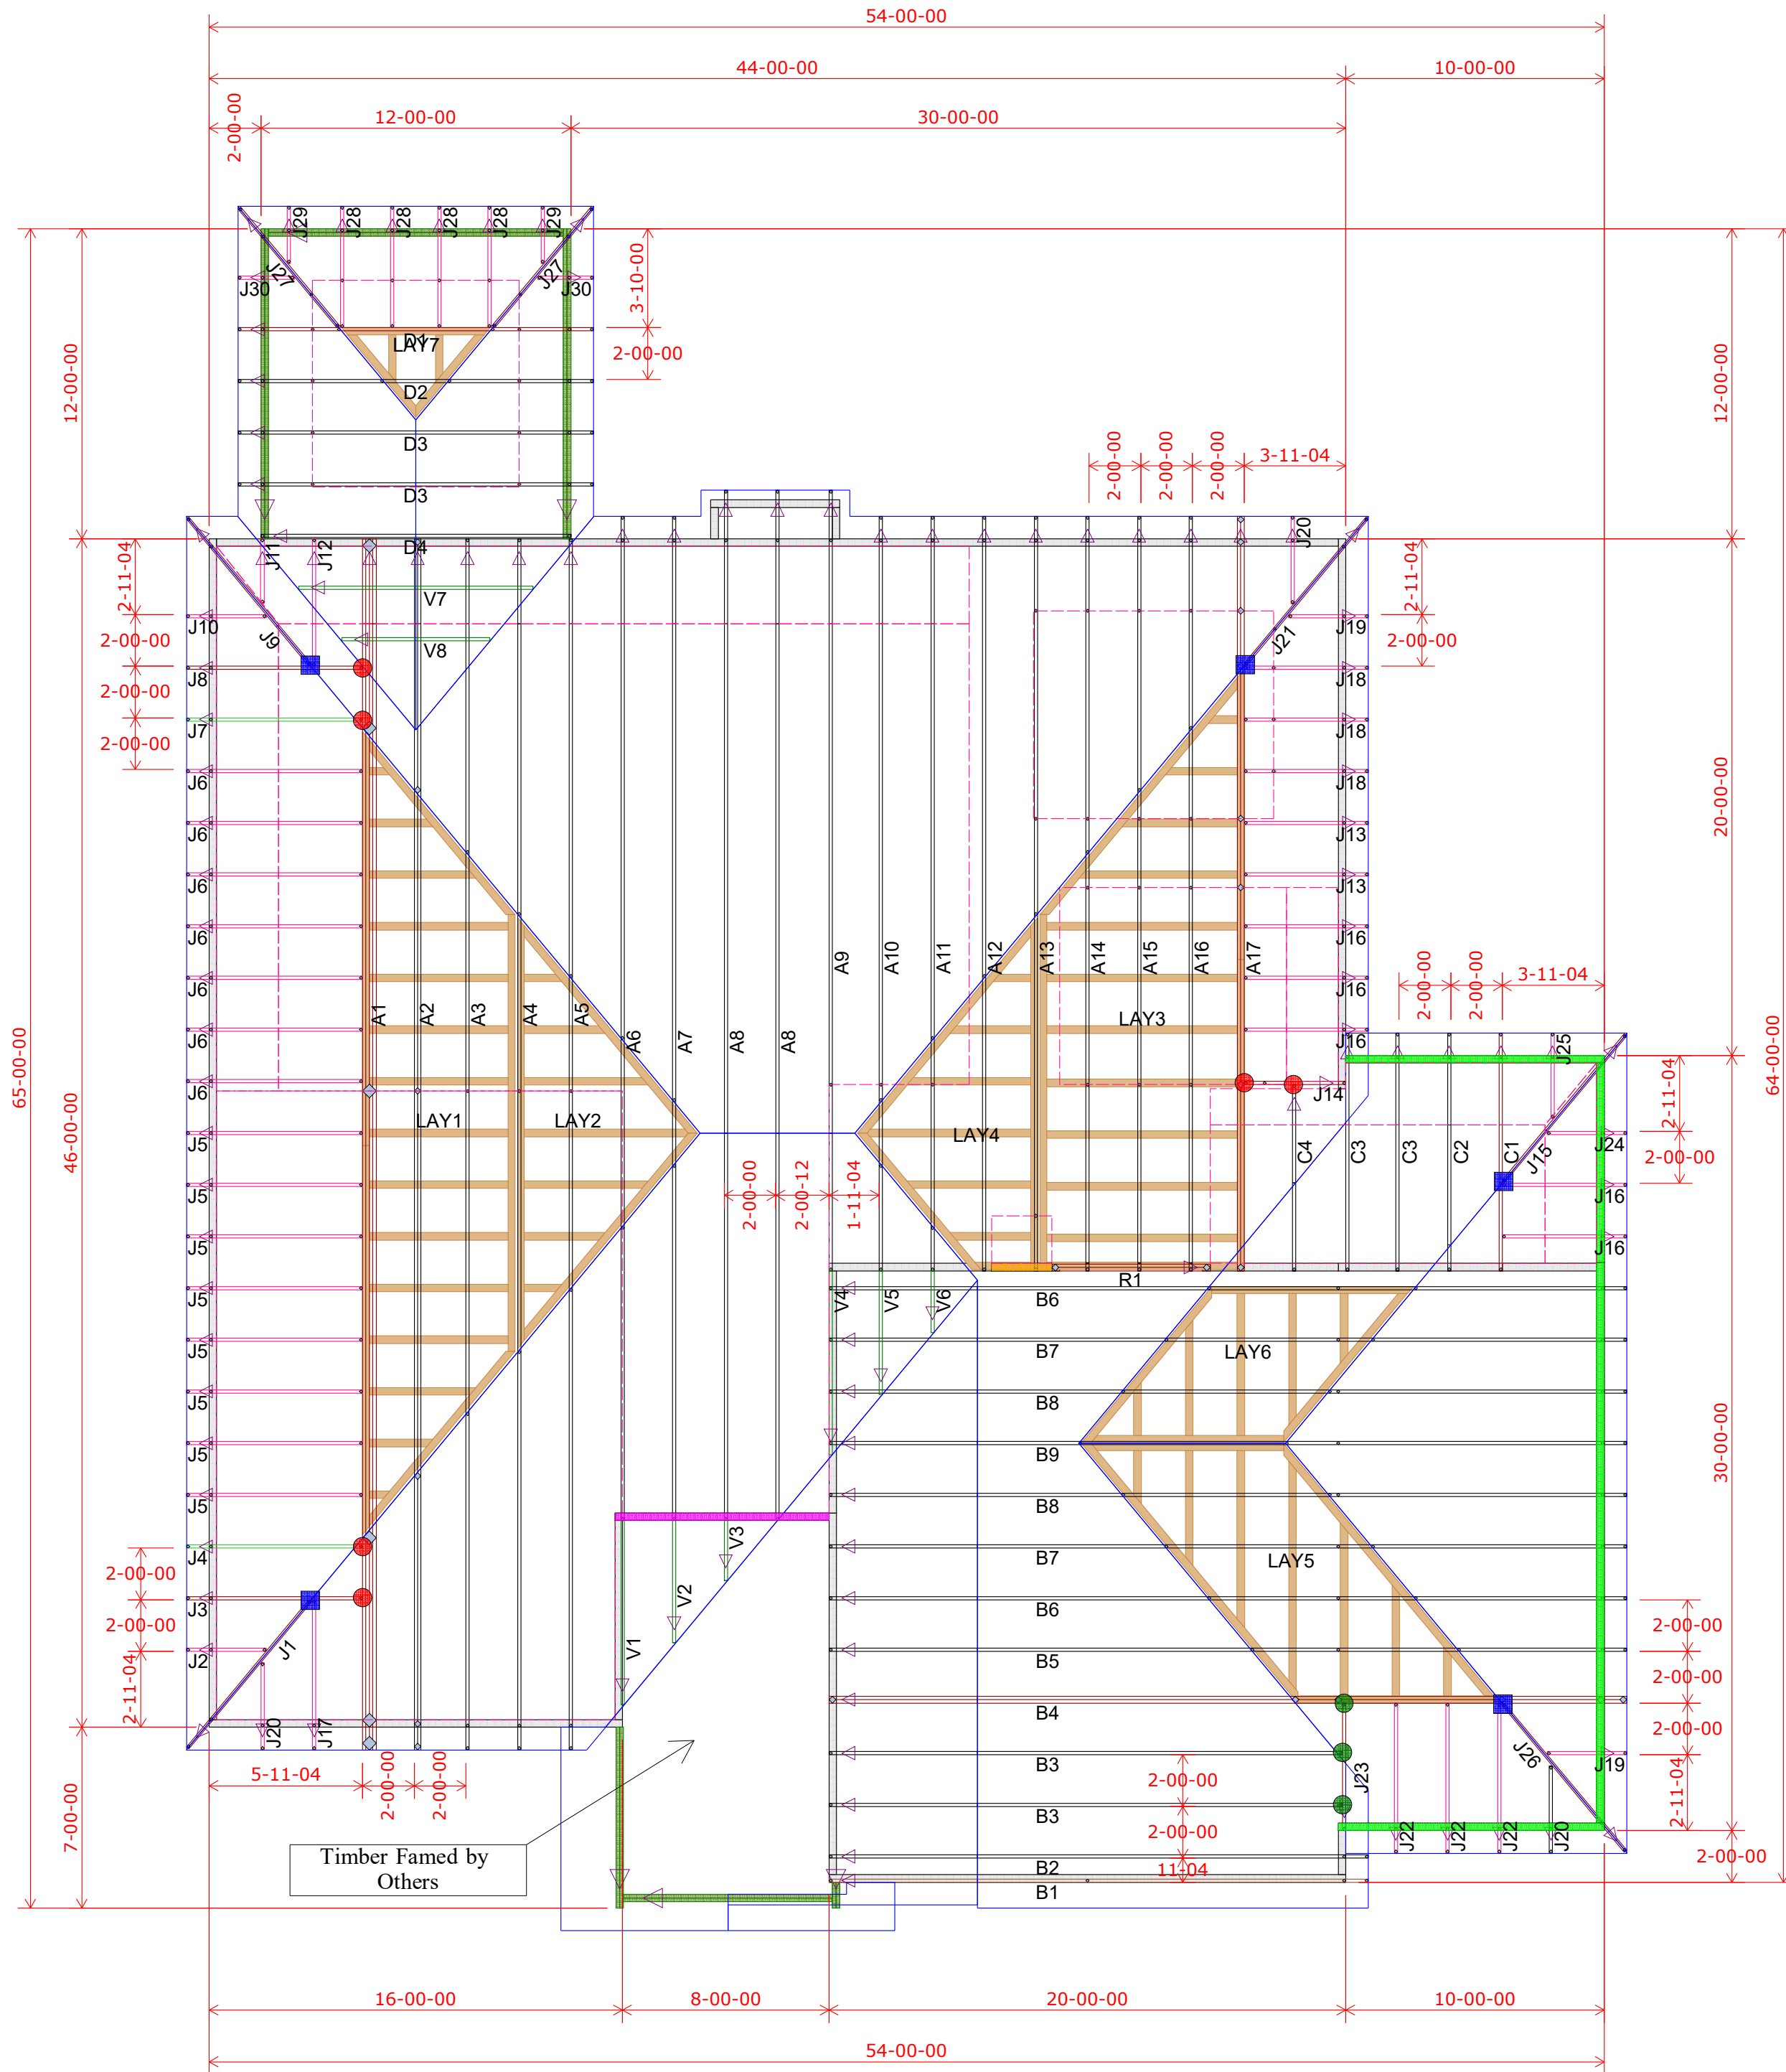 54-00-00
44-00-00
10-00-00
2-00-00
12-00-00
30-00-00
J29
J28
J28
J28
J28
J29
J27
J27
J30
J30
3-10-00
D1
LAY7
2-00-00
D2
12-00-00
12-00-00
D3
2-00-00
2-00-00
2-00-00
3-11-04
D3
J11
J12
D4
J20
2-11-04
2-11-04
V7
J10
J9
J21
J19
2-00-00
V8
2-00-00
J8
J18
2-00-00
J7
J18
2-00-00
J6
J18
20-00-00
J6
J13
J6
J13
J6
J16
A9
A10
A11
A12
A13
A14
A15
A16
A17
J6
J16
2-00-00
2-00-00
3-11-04
A1
A2
A3
A4
A5
A6
A7
A8
A8
LAY3
J6
J16
J25
65-00-00
64-00-00
J6
J14
46-00-00
LAY1
LAY2
LAY4
2-11-04
J5
C4
C3
C3
C2
C1
J15
J24
2-00-00
J5
2-00-00
2-00-12
1-11-04
J16
J5
J16
R1
J5
V4
V5
V6
B6
J5
B7
LAY6
J5
B8
J5
B9
30-00-00
J5
B8
V3
J4
B7
LAY5
2-00-00
V2
J3
B6
2-00-00
2-00-00
V1
J2
J1
B5
2-00-00
2-11-04
J20
J17
B4
2-00-00
J26
5-11-04
2-00-00
2-00-00
B3
2-00-00
J23
J19
2-11-04
7-00-00
B3
2-00-00
J22
J22
J22
J20
Timber Famed by
Others
B2
11-04
2-00-00
B1
16-00-00
8-00-00
20-00-00
10-00-00
54-00-00